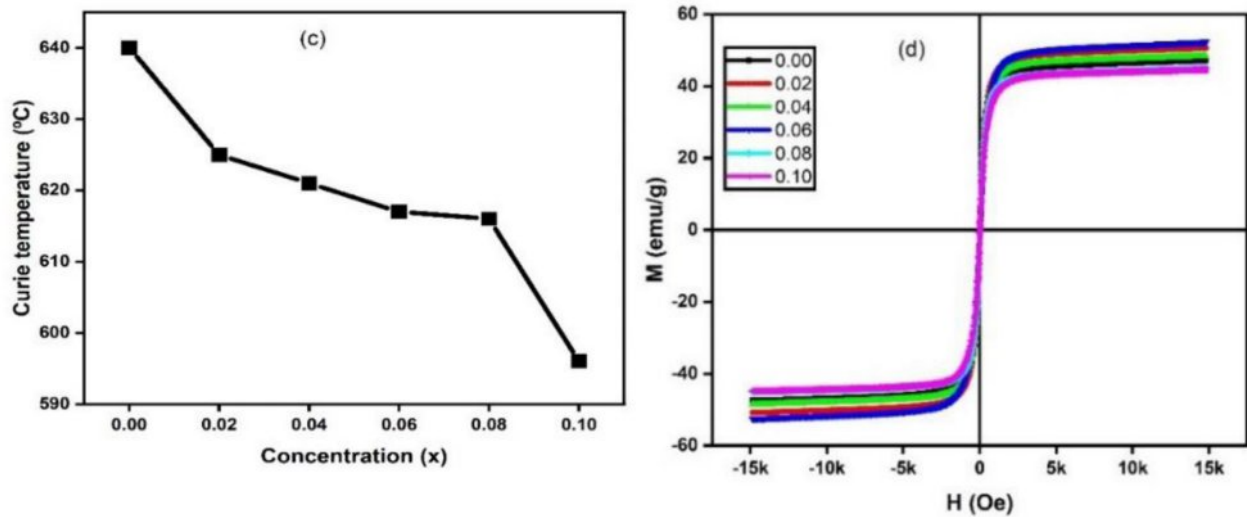 (c)
Curie temperature (ºC)
640
630
620
610
600
590
0.00 0.02 0.04 0.06 0.08 0.10
Concentration (x)
(d)
0.00
0.02
0.04
0.06
0.08
0.10
M (emu/g)
60
40
20
0
-20
-40
-60
-15k -10k -5k 0 5k 10k 15k
H (Oe)